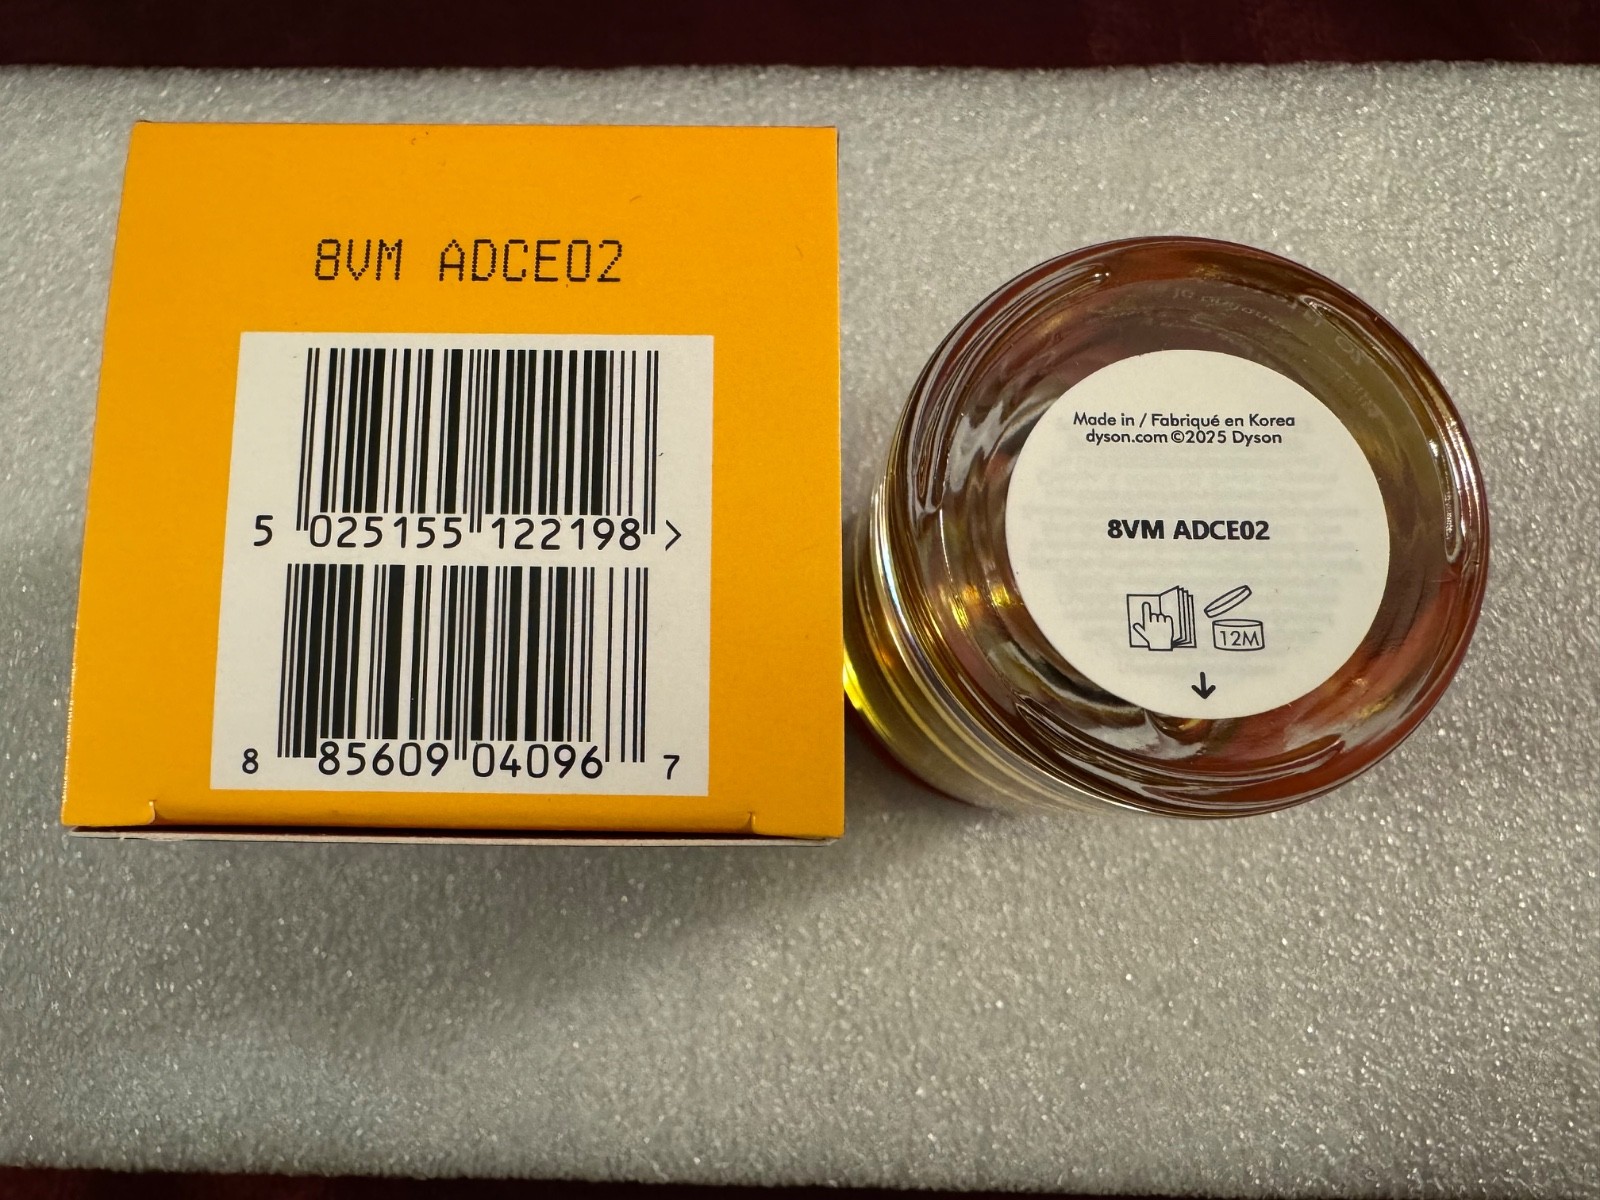 8VM ADCE02
5 025155 122198 >
8 85609 04096 7
Made in / Fabriqué en Korea
dyson.com ©2025 Dyson
8VM ADCE02
12M